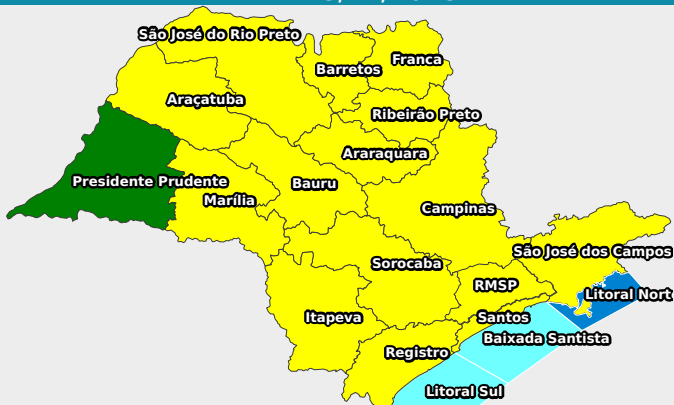 São José do Rio Preto
Franca
Barretos
Araçatuba
Ribeirão Preto
Araraquara
Presidente Prudente
Bauru
Marília
Campinas
São José dos Campos
Sorocaba
RMSP
Litoral Nort
Itapeva
Santos
Baixada Santista
Registro
Litoral Sul